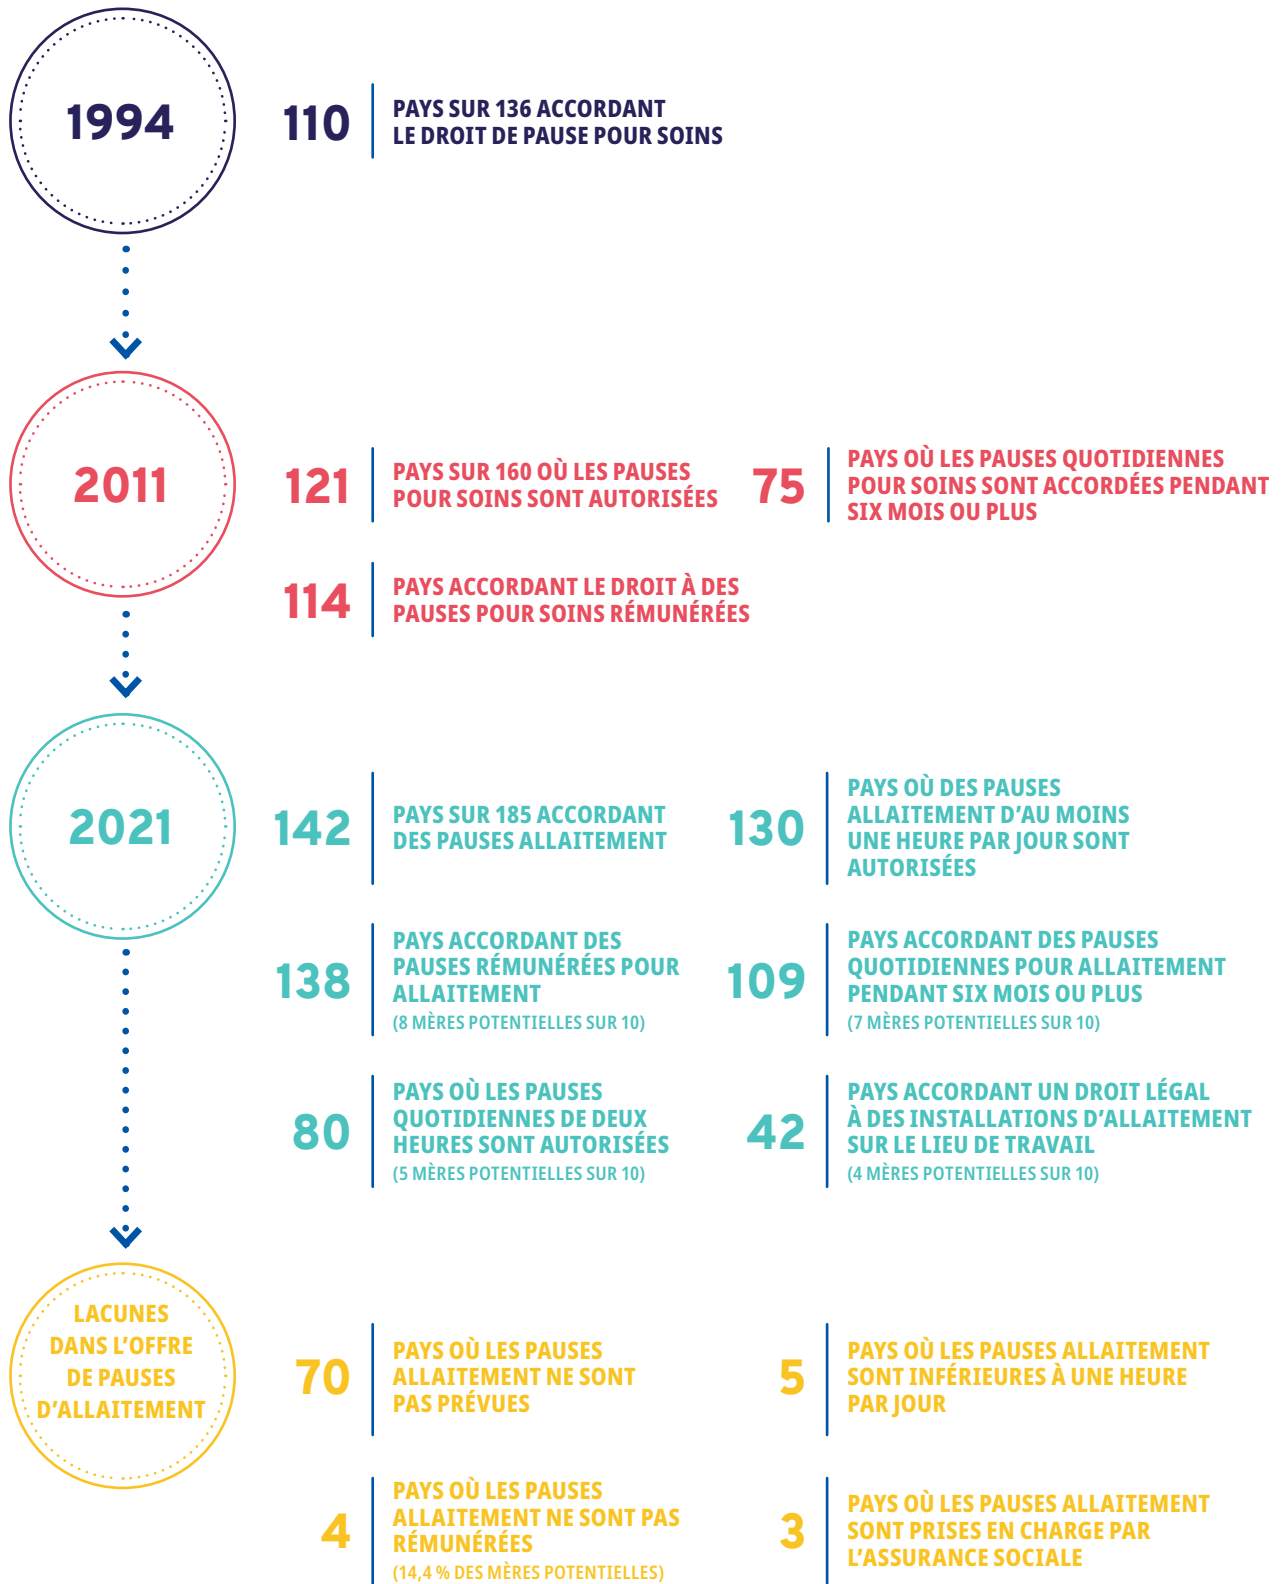 1994
110
PAYS SUR 136 ACCORDANT
LE DROIT DE PAUSE POUR SOINS
2011
121
PAYS SUR 160 OÙ LES PAUSES
POUR SOINS SONT AUTORISÉES
75
PAYS OÙ LES PAUSES QUOTIDIENNES
POUR SOINS SONT ACCORDÉES PENDANT
SIX MOIS OU PLUS
114
PAYS ACCORDANT LE DROIT À DES
PAUSES POUR SOINS RÉMUNÉRÉES
2021
142
PAYS SUR 185 ACCORDANT
DES PAUSES ALLAITEMENT
130
PAYS OÙ DES PAUSES
ALLAITEMENT D'AU MOINS
UNE HEURE PAR JOUR SONT
AUTORISÉES
138
PAYS ACCORDANT DES
PAUSES RÉMUNÉRÉES POUR
ALLAITEMENT
(8 MÈRES POTENTIELLES SUR 10)
109
PAYS ACCORDANT DES PAUSES
QUOTIDIENNES POUR ALLAITEMENT
PENDANT SIX MOIS OU PLUS
(7 MÈRES POTENTIELLES SUR 10)
80
PAYS OÙ LES PAUSES
QUOTIDIENNES DE DEUX
HEURES SONT AUTORISÉES
(5 MÈRES POTENTIELLES SUR 10)
42
PAYS ACCORDANT UN DROIT LÉGAL
À DES INSTALLATIONS D'ALLAITEMENT
SUR LE LIEU DE TRAVAIL
(4 MÈRES POTENTIELLES SUR 10)
LACUNES
DANS L'OFFRE
DE PAUSES
D'ALLAITEMENT
70
PAYS OÙ LES PAUSES
ALLAITEMENT NE SONT
PAS PRÉVUES
5
PAYS OÙ LES PAUSES ALLAITEMENT
SONT INFÉRIEURES À UNE HEURE
PAR JOUR
4
PAYS OÙ LES PAUSES
ALLAITEMENT NE SONT PAS
RÉMUNÉRÉES
(14,4 % DES MÈRES POTENTIELLES)
3
PAYS OÙ LES PAUSES ALLAITEMENT
SONT PRISES EN CHARGE PAR
L'ASSURANCE SOCIALE